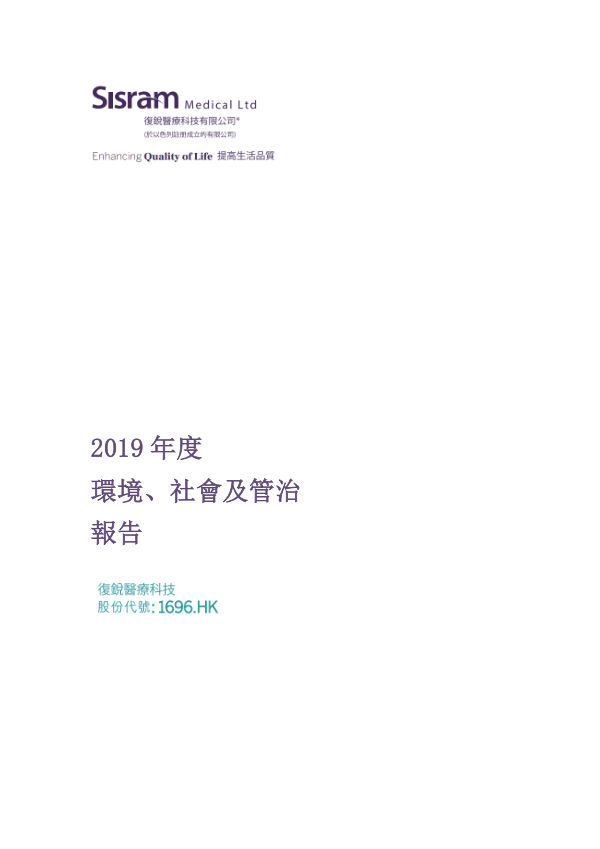 Sisram Medical Ltd
復銳醫療科技有限公司*
(於以色列註冊成立的有限公司)
Enhancing Quality of Life 提高生活品質
2019 年度
環境、社會及管治
報告
復銳醫療科技
股份代號: 1696.HK